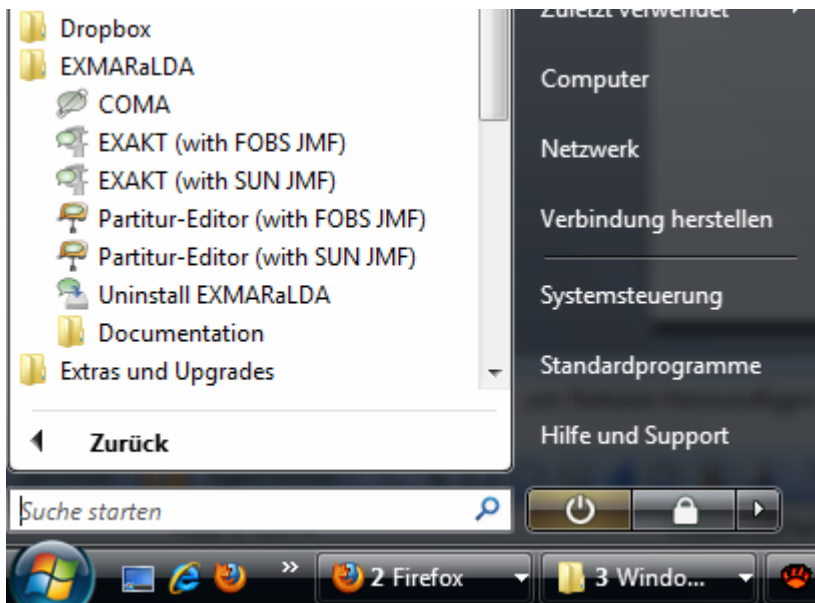 Dropbox
EXMARaLDA
COMA
EXAKT (with FOBS JMF)
EXAKT (with SUN JMF)
Partitur-Editor (with FOBS JMF)
Partitur-Editor (with SUN JMF)
Uninstall EXMARaLDA
Documentation
Extras und Upgrades
Zurück
Suche starten
Zuletzt verwendet
Computer
Netzwerk
Verbindung herstellen
Systemsteuerung
Standardprogramme
Hilfe und Support
2 Firefox
3 Windo...